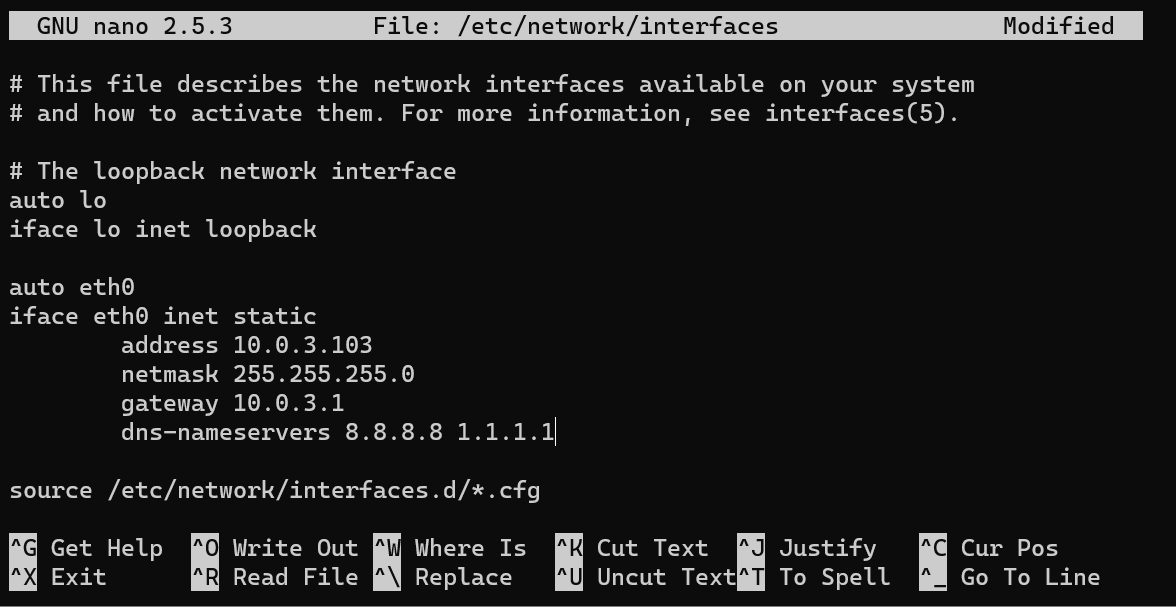 GNU nano 2.5.3 File: /etc/network/interfaces Modified
# This file describes the network interfaces available on your system
# and how to activate them. For more information, see interfaces(5).
# The loopback network interface
auto lo
iface lo inet loopback
auto eth0
iface eth0 inet static
address 10.0.3.103
netmask 255.255.255.0
gateway 10.0.3.1
dns-nameservers 8.8.8.8 1.1.1.1
source /etc/network/interfaces.d/*.cfg
^G Get Help ^O Write Out ^W Where Is ^K Cut Text ^J Justify ^C Cur Pos
^X Exit ^R Read File ^\ Replace ^U Uncut Text^T To Spell ^_ Go To Line